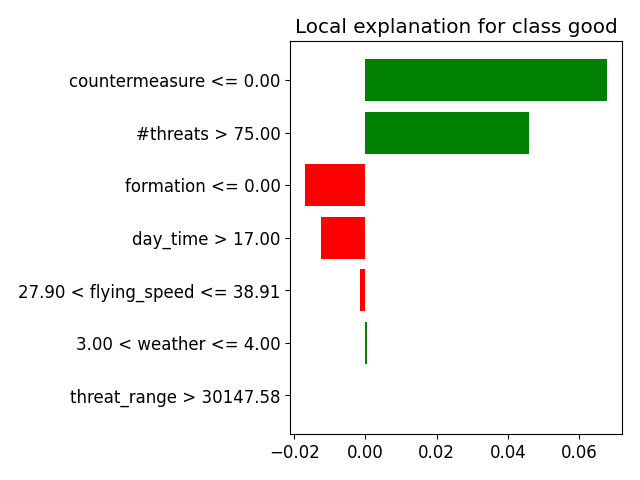 Local explanation for class good
countermeasure <= 0.00
#threats > 75.00
formation <= 0.00
day_time > 17.00
27.90 < flying_speed <= 38.91
3.00 < weather <= 4.00
threat_range > 30147.58
−0.02 0.00 0.02 0.04 0.06